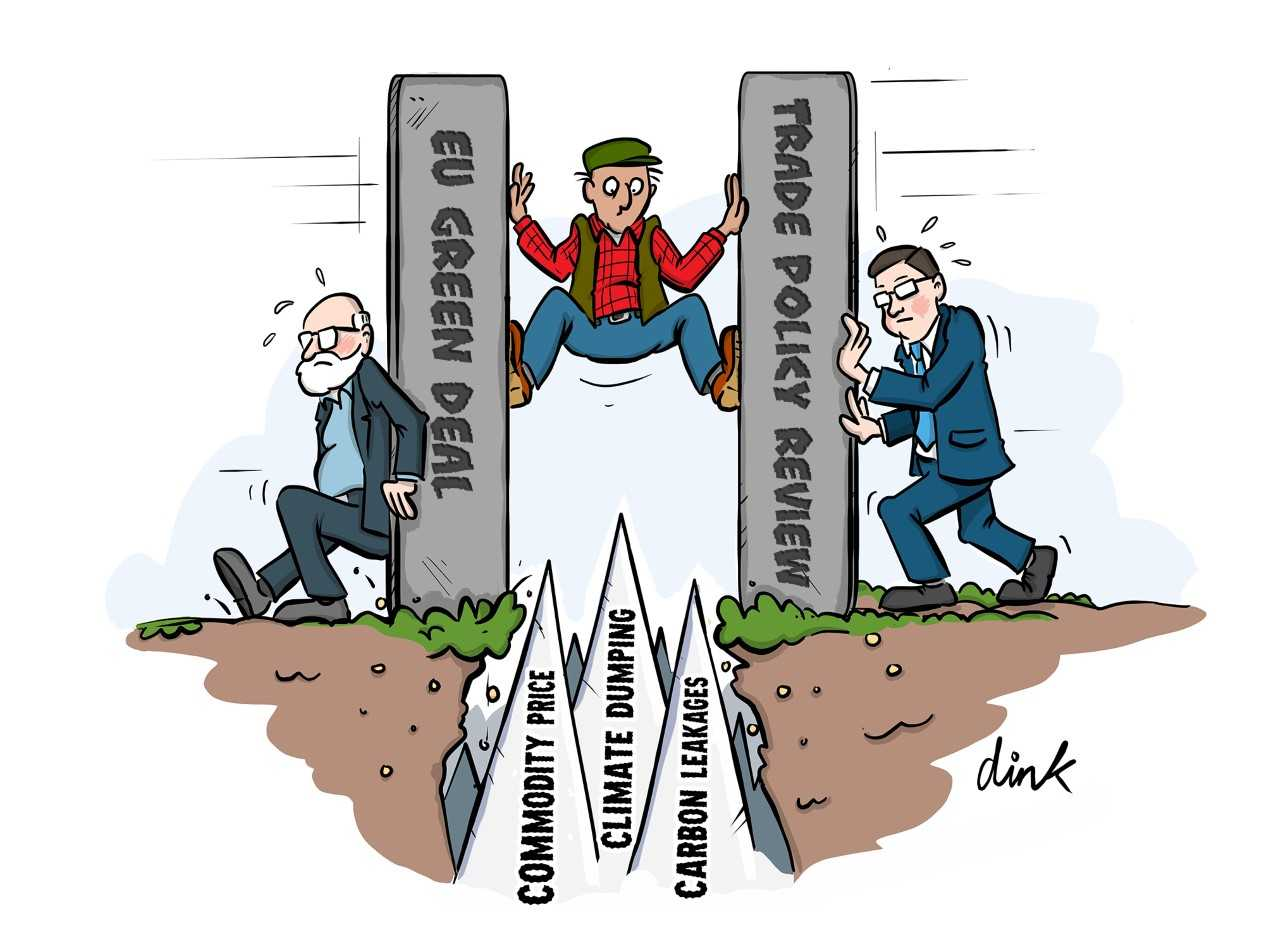 EU GREEN DEAL
TRADE POLICY REVIEW
COMMODITY PRICE
CLIMATE DUMPING
CARBON LEAKAGES
dink